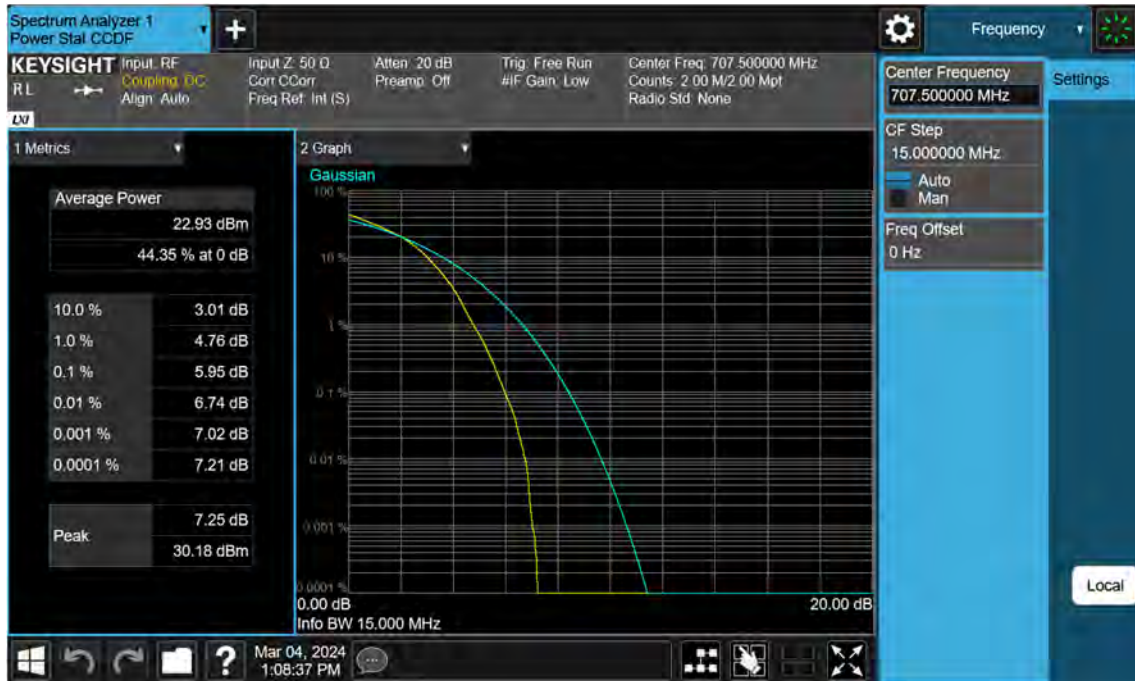 Spectrum Analyzer 1
Power Stat CCDF
Frequency
KEYSIGHT
RL
LXI
Input: RF
Coupling: DC
Align: Auto
Input Z: 50 Ω
Corr CCorr
Freq Ref: Int (S)
Atten: 20 dB
Preamp: Off
Trig: Free Run
#IF Gain: Low
Center Freq: 707.500000 MHz
Counts: 2.00 M/2.00 Mpt
Radio Std: None
Center Frequency
707.500000 MHz
Settings
CF Step
15.000000 MHz
Auto
Man
Freq Offset
0 Hz
1 Metrics
Average Power
22.93 dBm
44.35 % at 0 dB
10.0 % 3.01 dB
1.0 % 4.76 dB
0.1 % 5.95 dB
0.01 % 6.74 dB
0.001 % 7.02 dB
0.0001 % 7.21 dB
Peak
7.25 dB
30.18 dBm
2 Graph
Gaussian
100 %
10 %
1 %
0.1 %
0.01 %
0.001 %
0.0001 %
0.00 dB 20.00 dB
Info BW 15.000 MHz
Local
?
Mar 04, 2024
1:08:37 PM